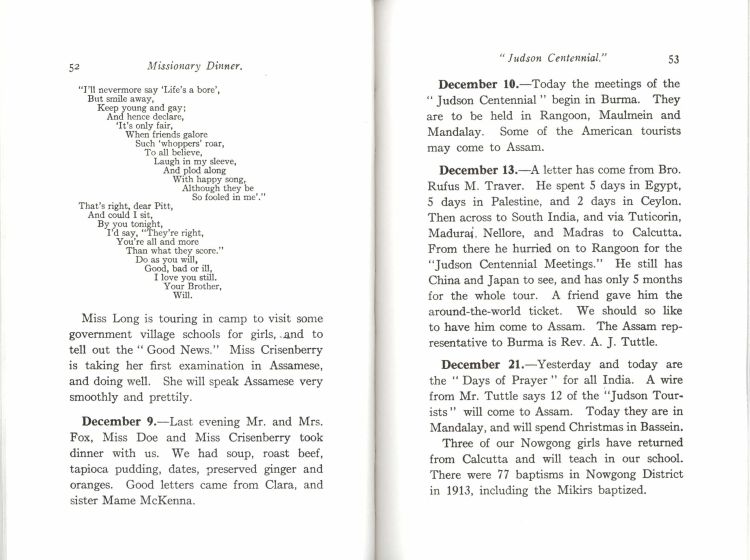 52 Missionary Dinner.
"I'll nevermore say 'Life's a bore',
But smile away,
Keep young and gay;
And hence declare,
'It's only fair,
When friends galore
Such 'whoppers' roar,
To all believe,
Laugh in my sleeve,
And plod along
With happy song,
Although they be
So fooled in me'."
That's right, dear Pitt,
And could I sit,
By you tonight,
I'd say, "They're right,
You're all and more
Than what they score."
Do as you will,
Good, bad or ill,
I love you still.
Your Brother,
Will.
Miss Long is touring in camp to visit some
government village schools for girls, and to
tell out the "Good News." Miss Crisenberry
is taking her first examination in Assamese,
and doing well. She will speak Assamese very
smoothly and prettily.
December 9.—Last evening Mr. and Mrs.
Fox, Miss Doe and Miss Crisenberry took
dinner with us. We had soup, roast beef,
tapioca pudding, dates, preserved ginger and
oranges. Good letters came from Clara, and
sister Mame McKenna.
"Judson Centennial." 53
December 10.—Today the meetings of the
"Judson Centennial" begin in Burma. They
are to be held in Rangoon, Maulmein and
Mandalay. Some of the American tourists
may come to Assam.
December 13.—A letter has come from Bro.
Rufus M. Traver. He spent 5 days in Egypt,
5 days in Palestine, and 2 days in Ceylon.
Then across to South India, and via Tuticorin,
Madurai. Nellore, and Madras to Calcutta.
From there he hurried on to Rangoon for the
"Judson Centennial Meetings." He still has
China and Japan to see, and has only 5 months
for the whole tour. A friend gave him the
around-the-world ticket. We should so like
to have him come to Assam. The Assam rep-
resentative to Burma is Rev. A. J. Tuttle.
December 21.—Yesterday and today are
the "Days of Prayer" for all India. A wire
from Mr. Tuttle says 12 of the "Judson Tour-
ists" will come to Assam. Today they are in
Mandalay, and will spend Christmas in Bassein.
Three of our Nowgong girls have returned
from Calcutta and will teach in our school.
There were 77 baptisms in Nowgong District
in 1913, including the Mikirs baptized.